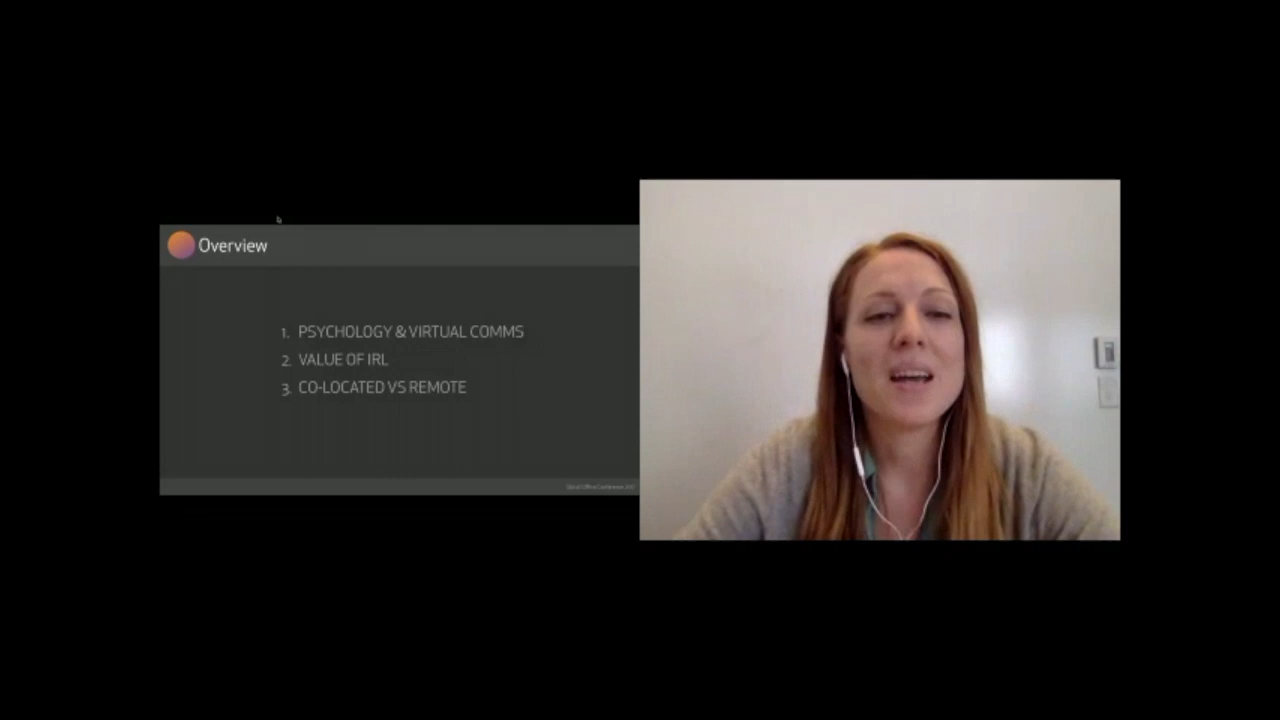 Overview
1. PSYCHOLOGY & VIRTUAL COMMS
2. VALUE OF IRL
3. CO-LOCATED VS REMOTE